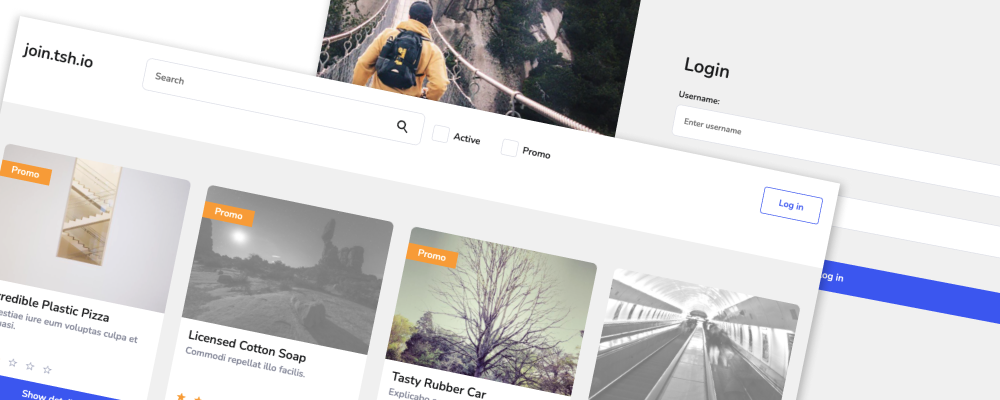 join.tsh.io
Search
Active
Promo
Log in
Login
Username:
Enter username
og in
Promo
redible Plastic Pizza
estiae iure eum voluptas culpa et
uasi.
Show deta
Promo
Licensed Cotton Soap
Commodi repellat illo facilis.
Promo
Tasty Rubber Car
Explicabo